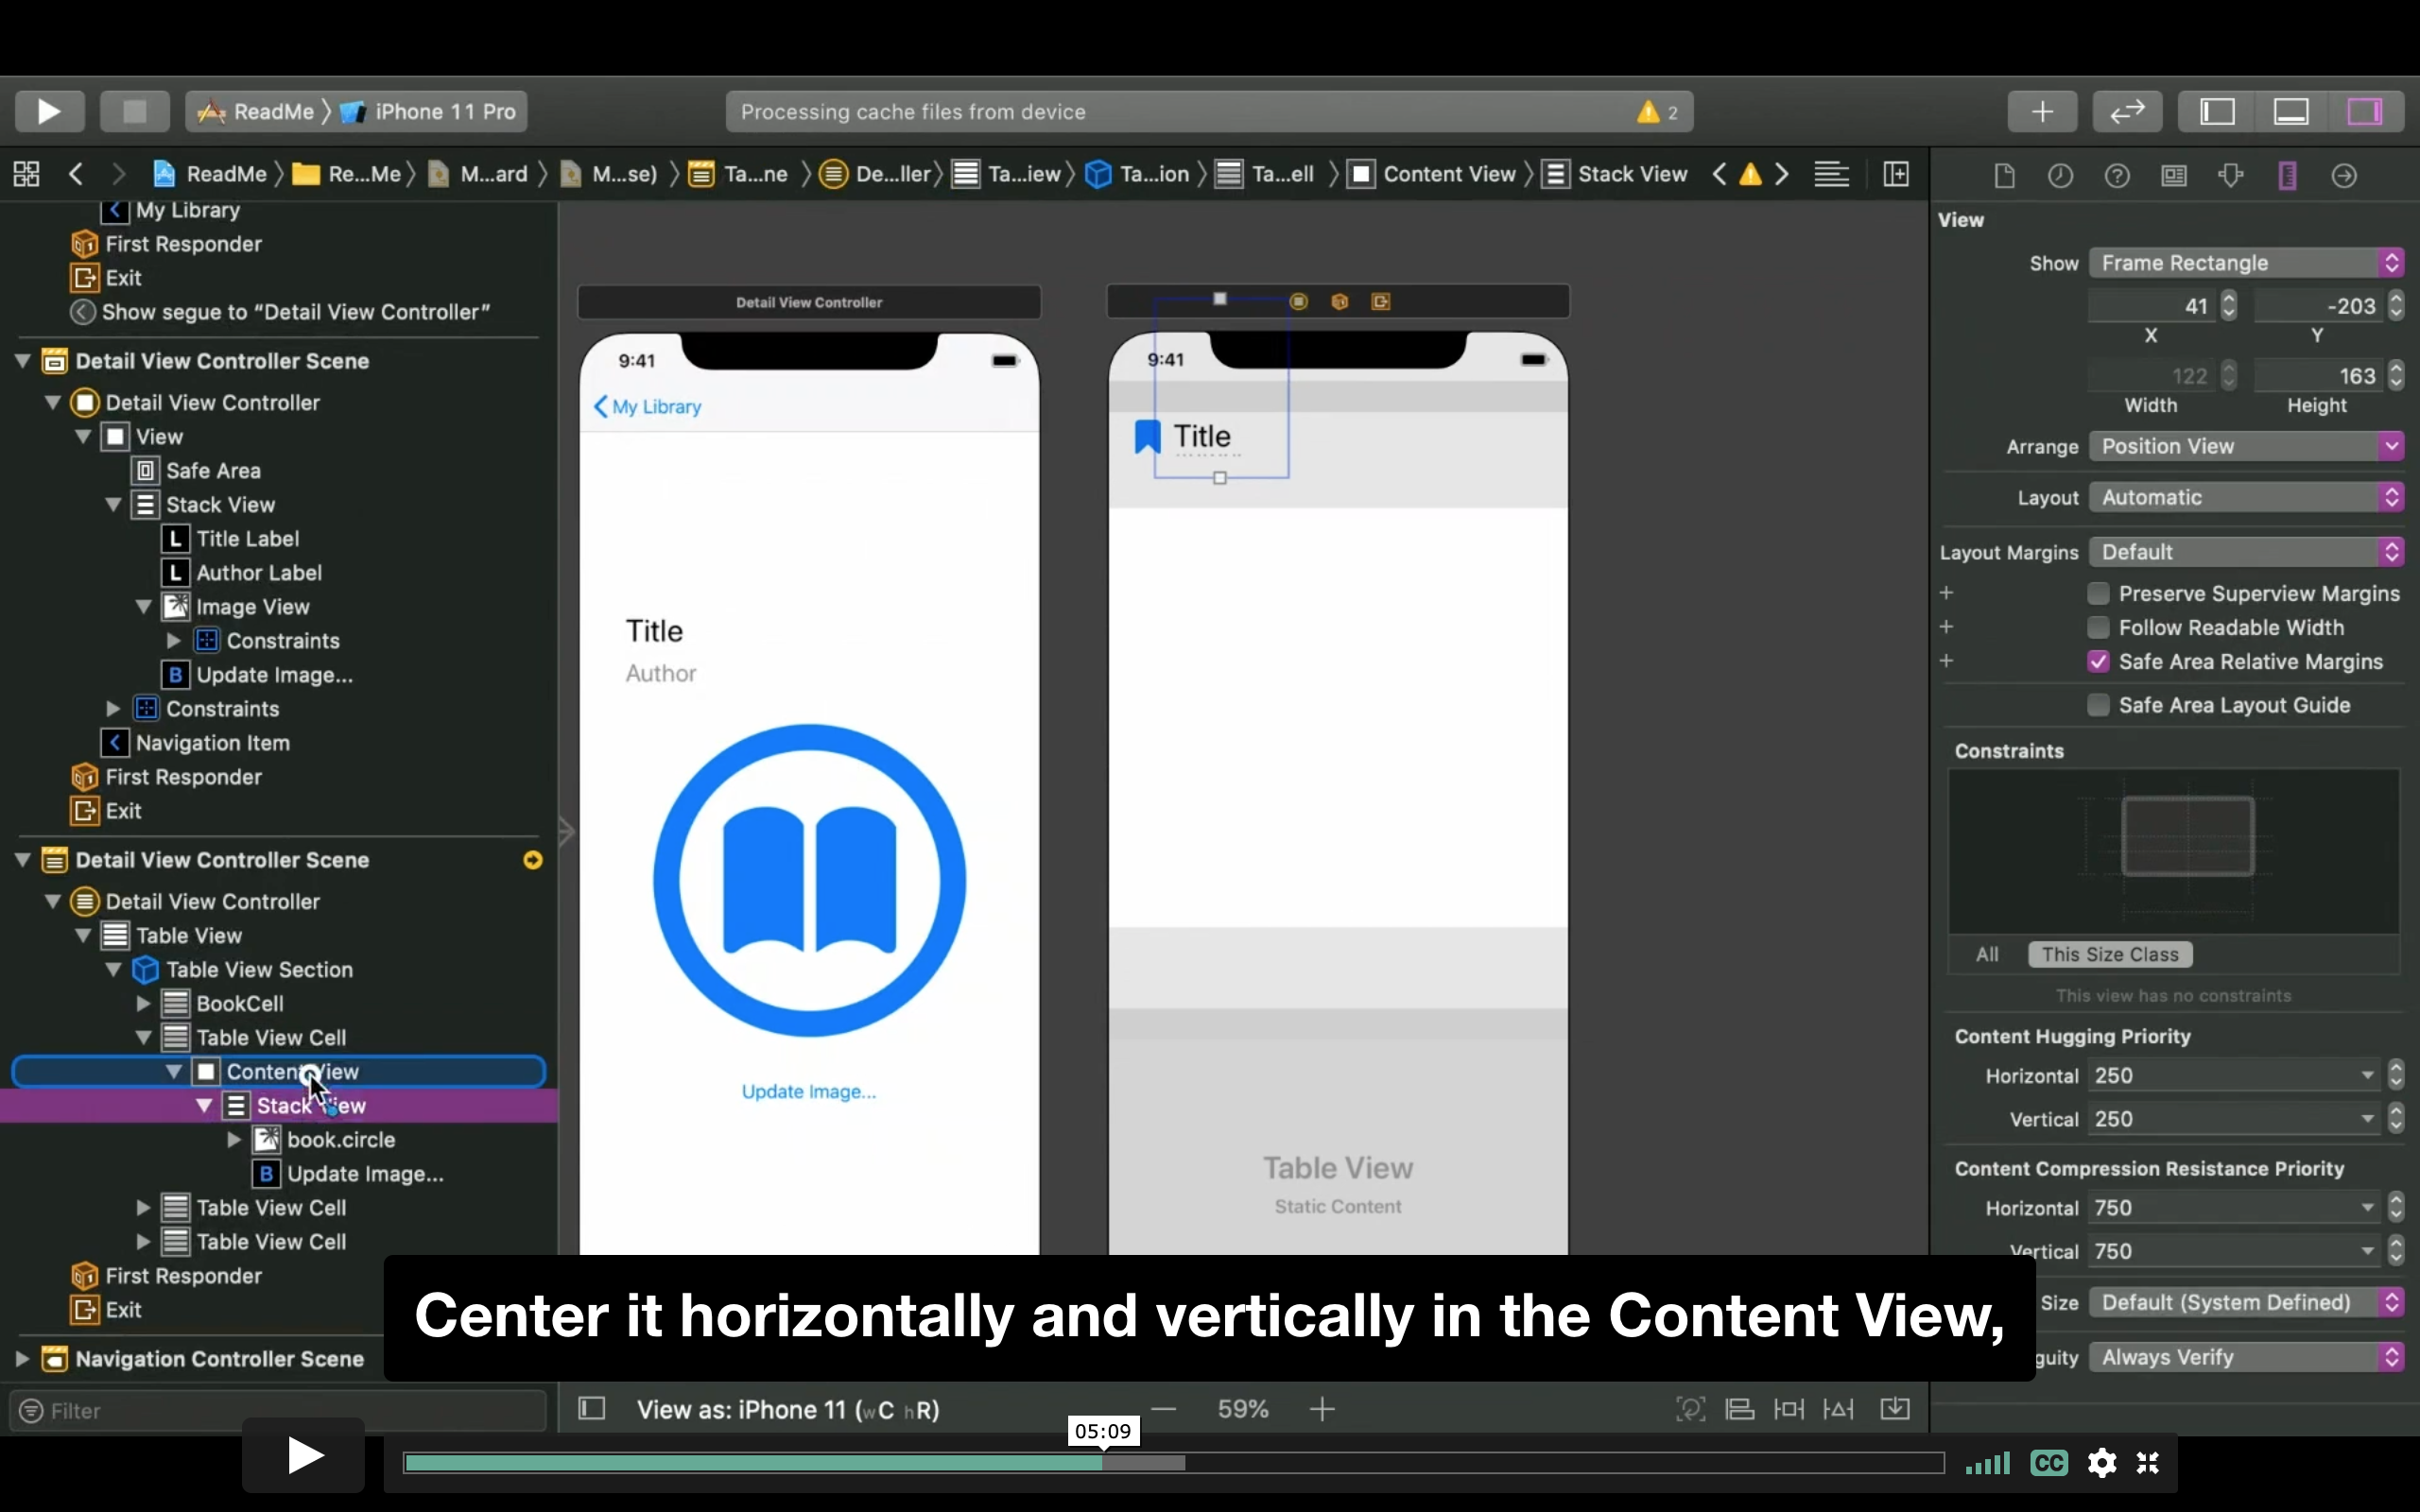 ReadMe iPhone 11 Pro
Processing cache files from device
2
ReadMe Re...Me M...ard M...se) Ta...ne De...ller Ta...iew Ta...ion Ta...ell Content View Stack View
My Library
First Responder
Exit
Show segue to “Detail View Controller”
Detail View Controller Scene
Detail View Controller
View
Safe Area
Stack View
L Title Label
L Author Label
Image View
Constraints
B Update Image...
Constraints
Navigation Item
First Responder
Exit
Detail View Controller Scene
Detail View Controller
Table View
Table View Section
BookCell
Table View Cell
Content View
Stack View
book.circle
B Update Image...
Table View Cell
Table View Cell
First Responder
Exit
Navigation Controller Scene
Filter
Detail View Controller
9:41
My Library
Title
Author
Update Image...
9:41
Title
Table View
Static Content
View as: iPhone 11 (wC hR)
59%
View
Show Frame Rectangle
41 -203
X Y
122 163
Width Height
Arrange Position View
Layout Automatic
Layout Margins Default
Preserve Superview Margins
Follow Readable Width
Safe Area Relative Margins
Safe Area Layout Guide
Constraints
All This Size Class
This view has no constraints
Content Hugging Priority
Horizontal 250
Vertical 250
Content Compression Resistance Priority
Horizontal 750
Vertical 750
Size Default (System Defined)
guity Always Verify
Center it horizontally and vertically in the Content View,
05:09
CC